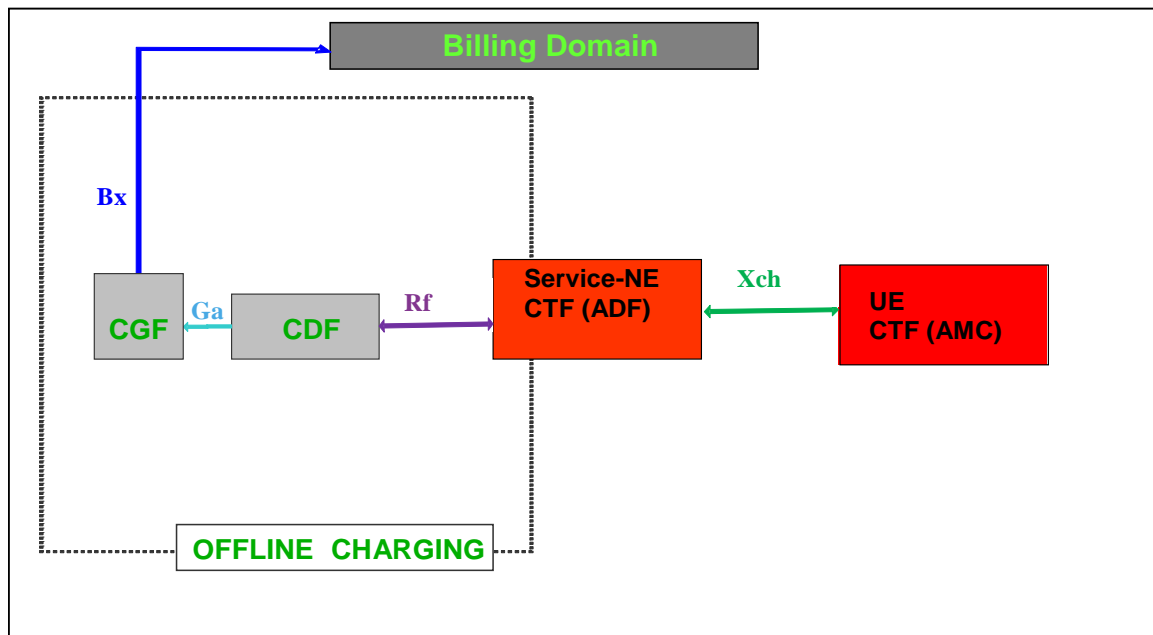 Billing Domain
Bx
Service-NE
CTF (ADF)
Xch
UE
CTF (AMC)
Rf
Ga
CGF
CDF
OFFLINE CHARGING